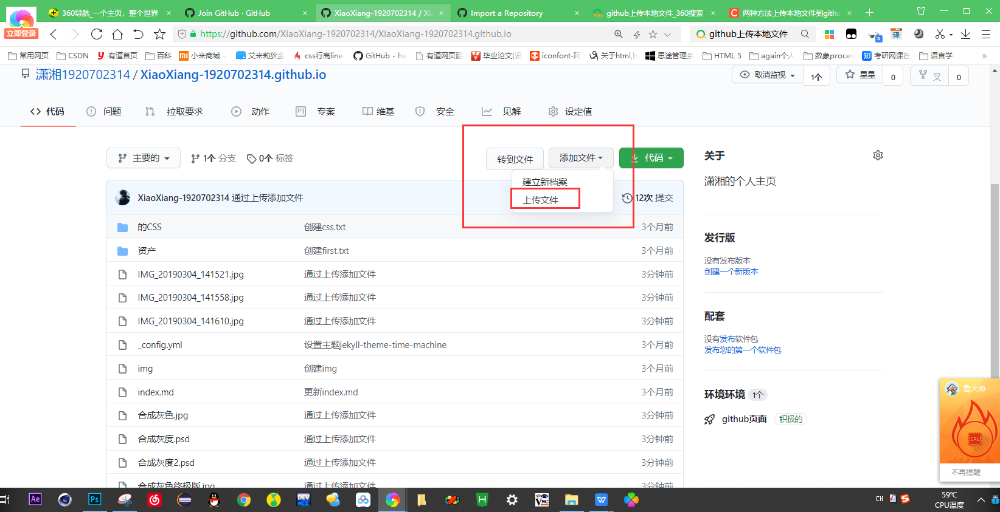 立即登录
360导航_一个主页，整个世界
Join GitHub · GitHub
XiaoXiang-1920702314 / Xi
Import a Repository
github上传本地文件_360搜索
两种方法上传本地文件到githu
https://github.com/XiaoXiang-1920702314/XiaoXiang-1920702314.github.io
github上传本地文件
常用网页
CSDN
有道首页
百科
小米商城 -
艾米莉狄金
css行高line-
GitHub - ha
有道网页翻
毕业论文(设
iconfont-阿
关于html,b
思途管理系
HTML 5
again个人
数象proces
考研网课在
语言学
»
潇湘1920702314 / XiaoXiang-1920702314.github.io
取消监视 1个
星星 0
叉 0
代码
问题
拉取要求
动作
专案
维基
安全
见解
设定值
主要的
1个 分支
0个 标签
转到文件
添加文件
代码
建立新档案
上传文件
XiaoXiang-1920702314 通过上传添加文件
12次 提交
的CSS 创建css.txt 3个月前
资产 创建first.txt 3个月前
IMG_20190304_141521.jpg 通过上传添加文件 3分钟前
IMG_20190304_141558.jpg 通过上传添加文件 3分钟前
IMG_20190304_141610.jpg 通过上传添加文件 3分钟前
_config.yml 设置主题jekyll-theme-time-machine 3个月前
img 创建img 3个月前
index.md 更新index.md 3个月前
合成灰色.jpg 通过上传添加文件 3分钟前
合成灰度.psd 通过上传添加文件 3分钟前
合成灰度2.psd 通过上传添加文件 3分钟前
合成灰色终极版.jpg 通过上传添加文件 3分钟前
关于
潇湘的个人主页
发行版
没有发布版本
创建一个新版本
配套
没有发布软件包
发布您的第一个软件包
环境环境 1个
github页面 积极的
鲁大师
CPU
不再提醒
Ae
Ps
DEV
H
VNC
W
CH
S
59℃
CPU温度